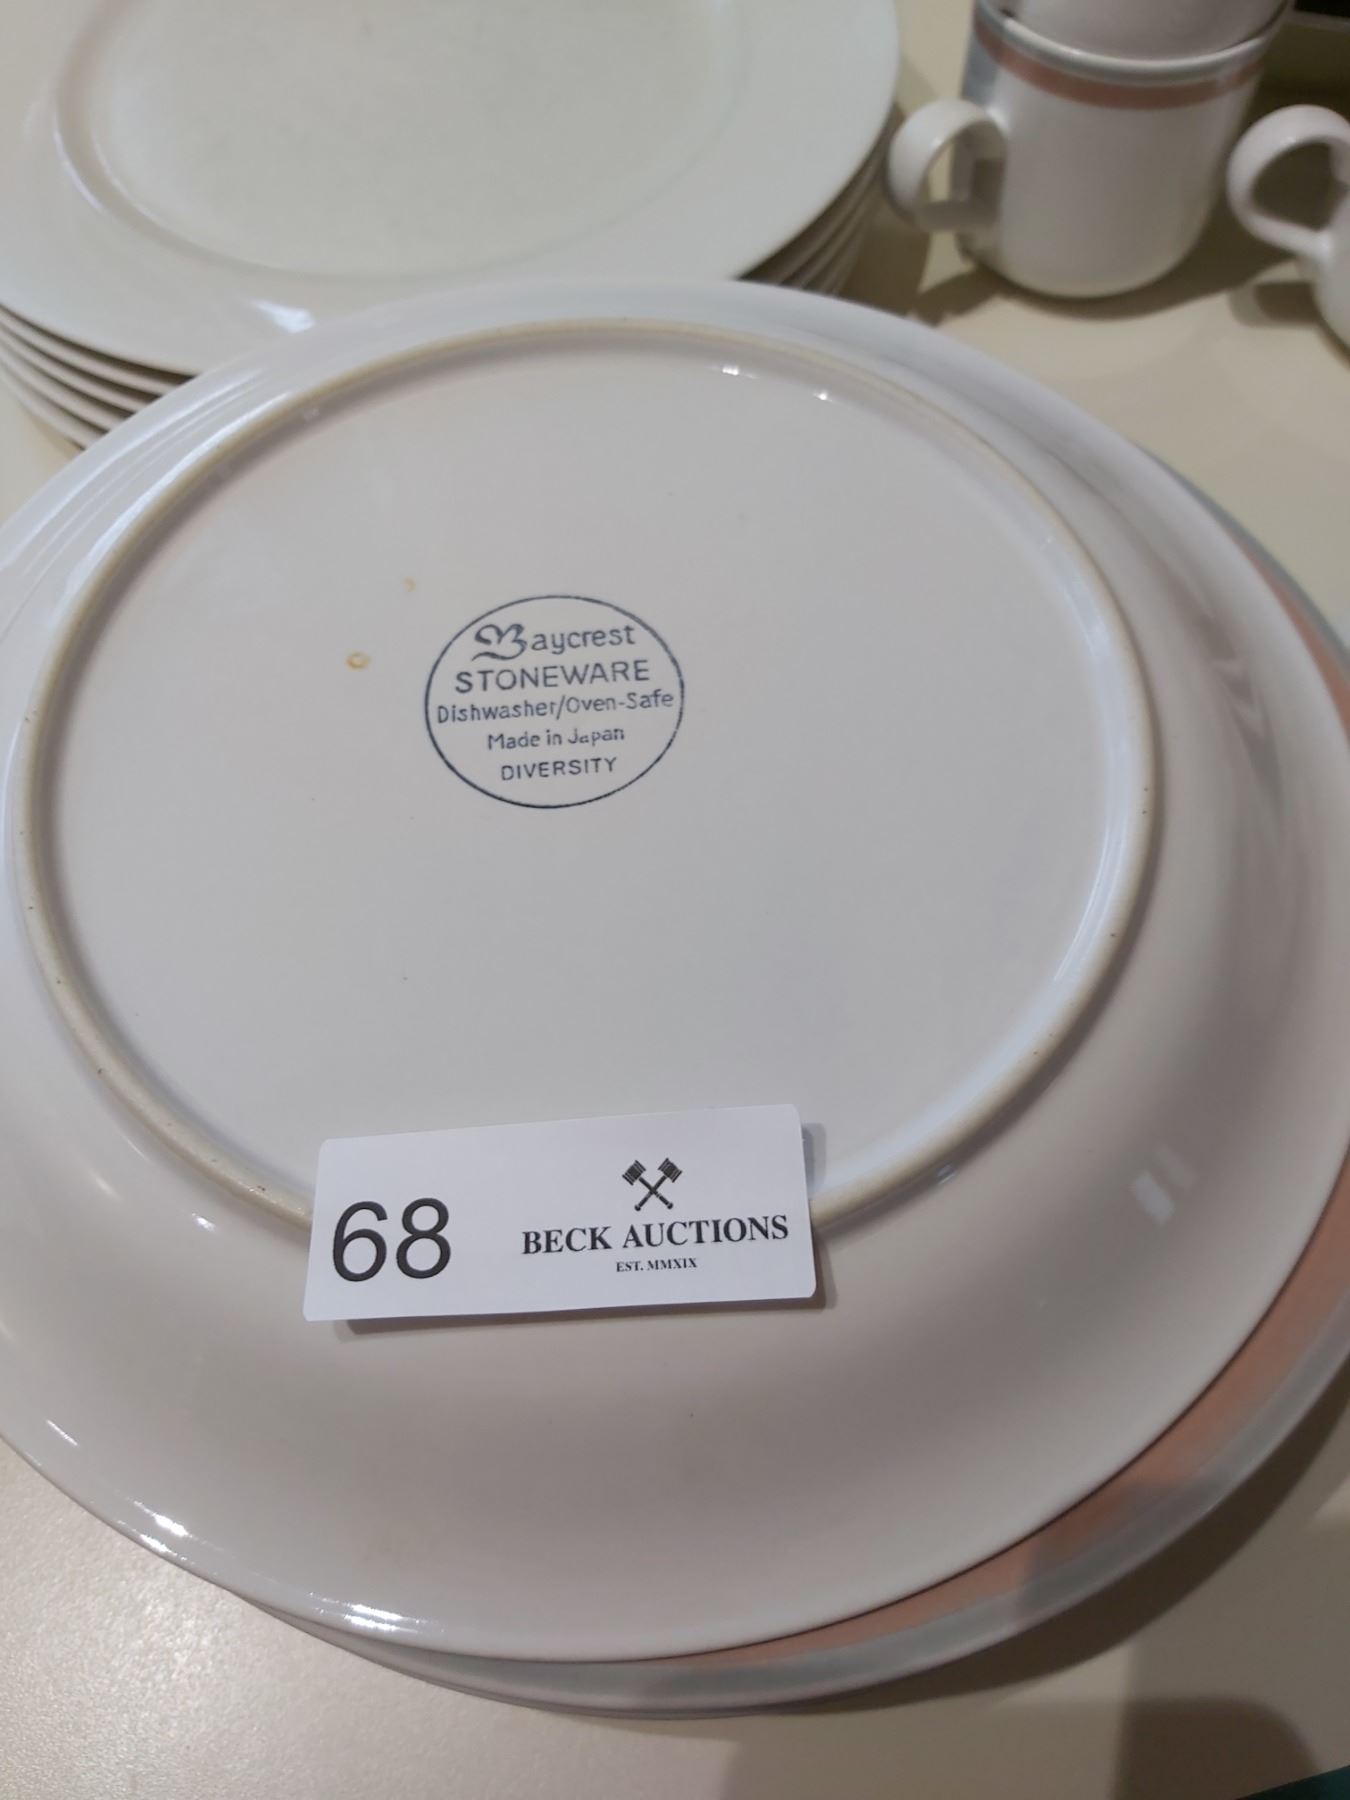 Baycrest
STONEWARE
Dishwasher/Oven-Safe
Made in Japan
DIVERSITY
68
BECK AUCTIONS
EST. MMXIX